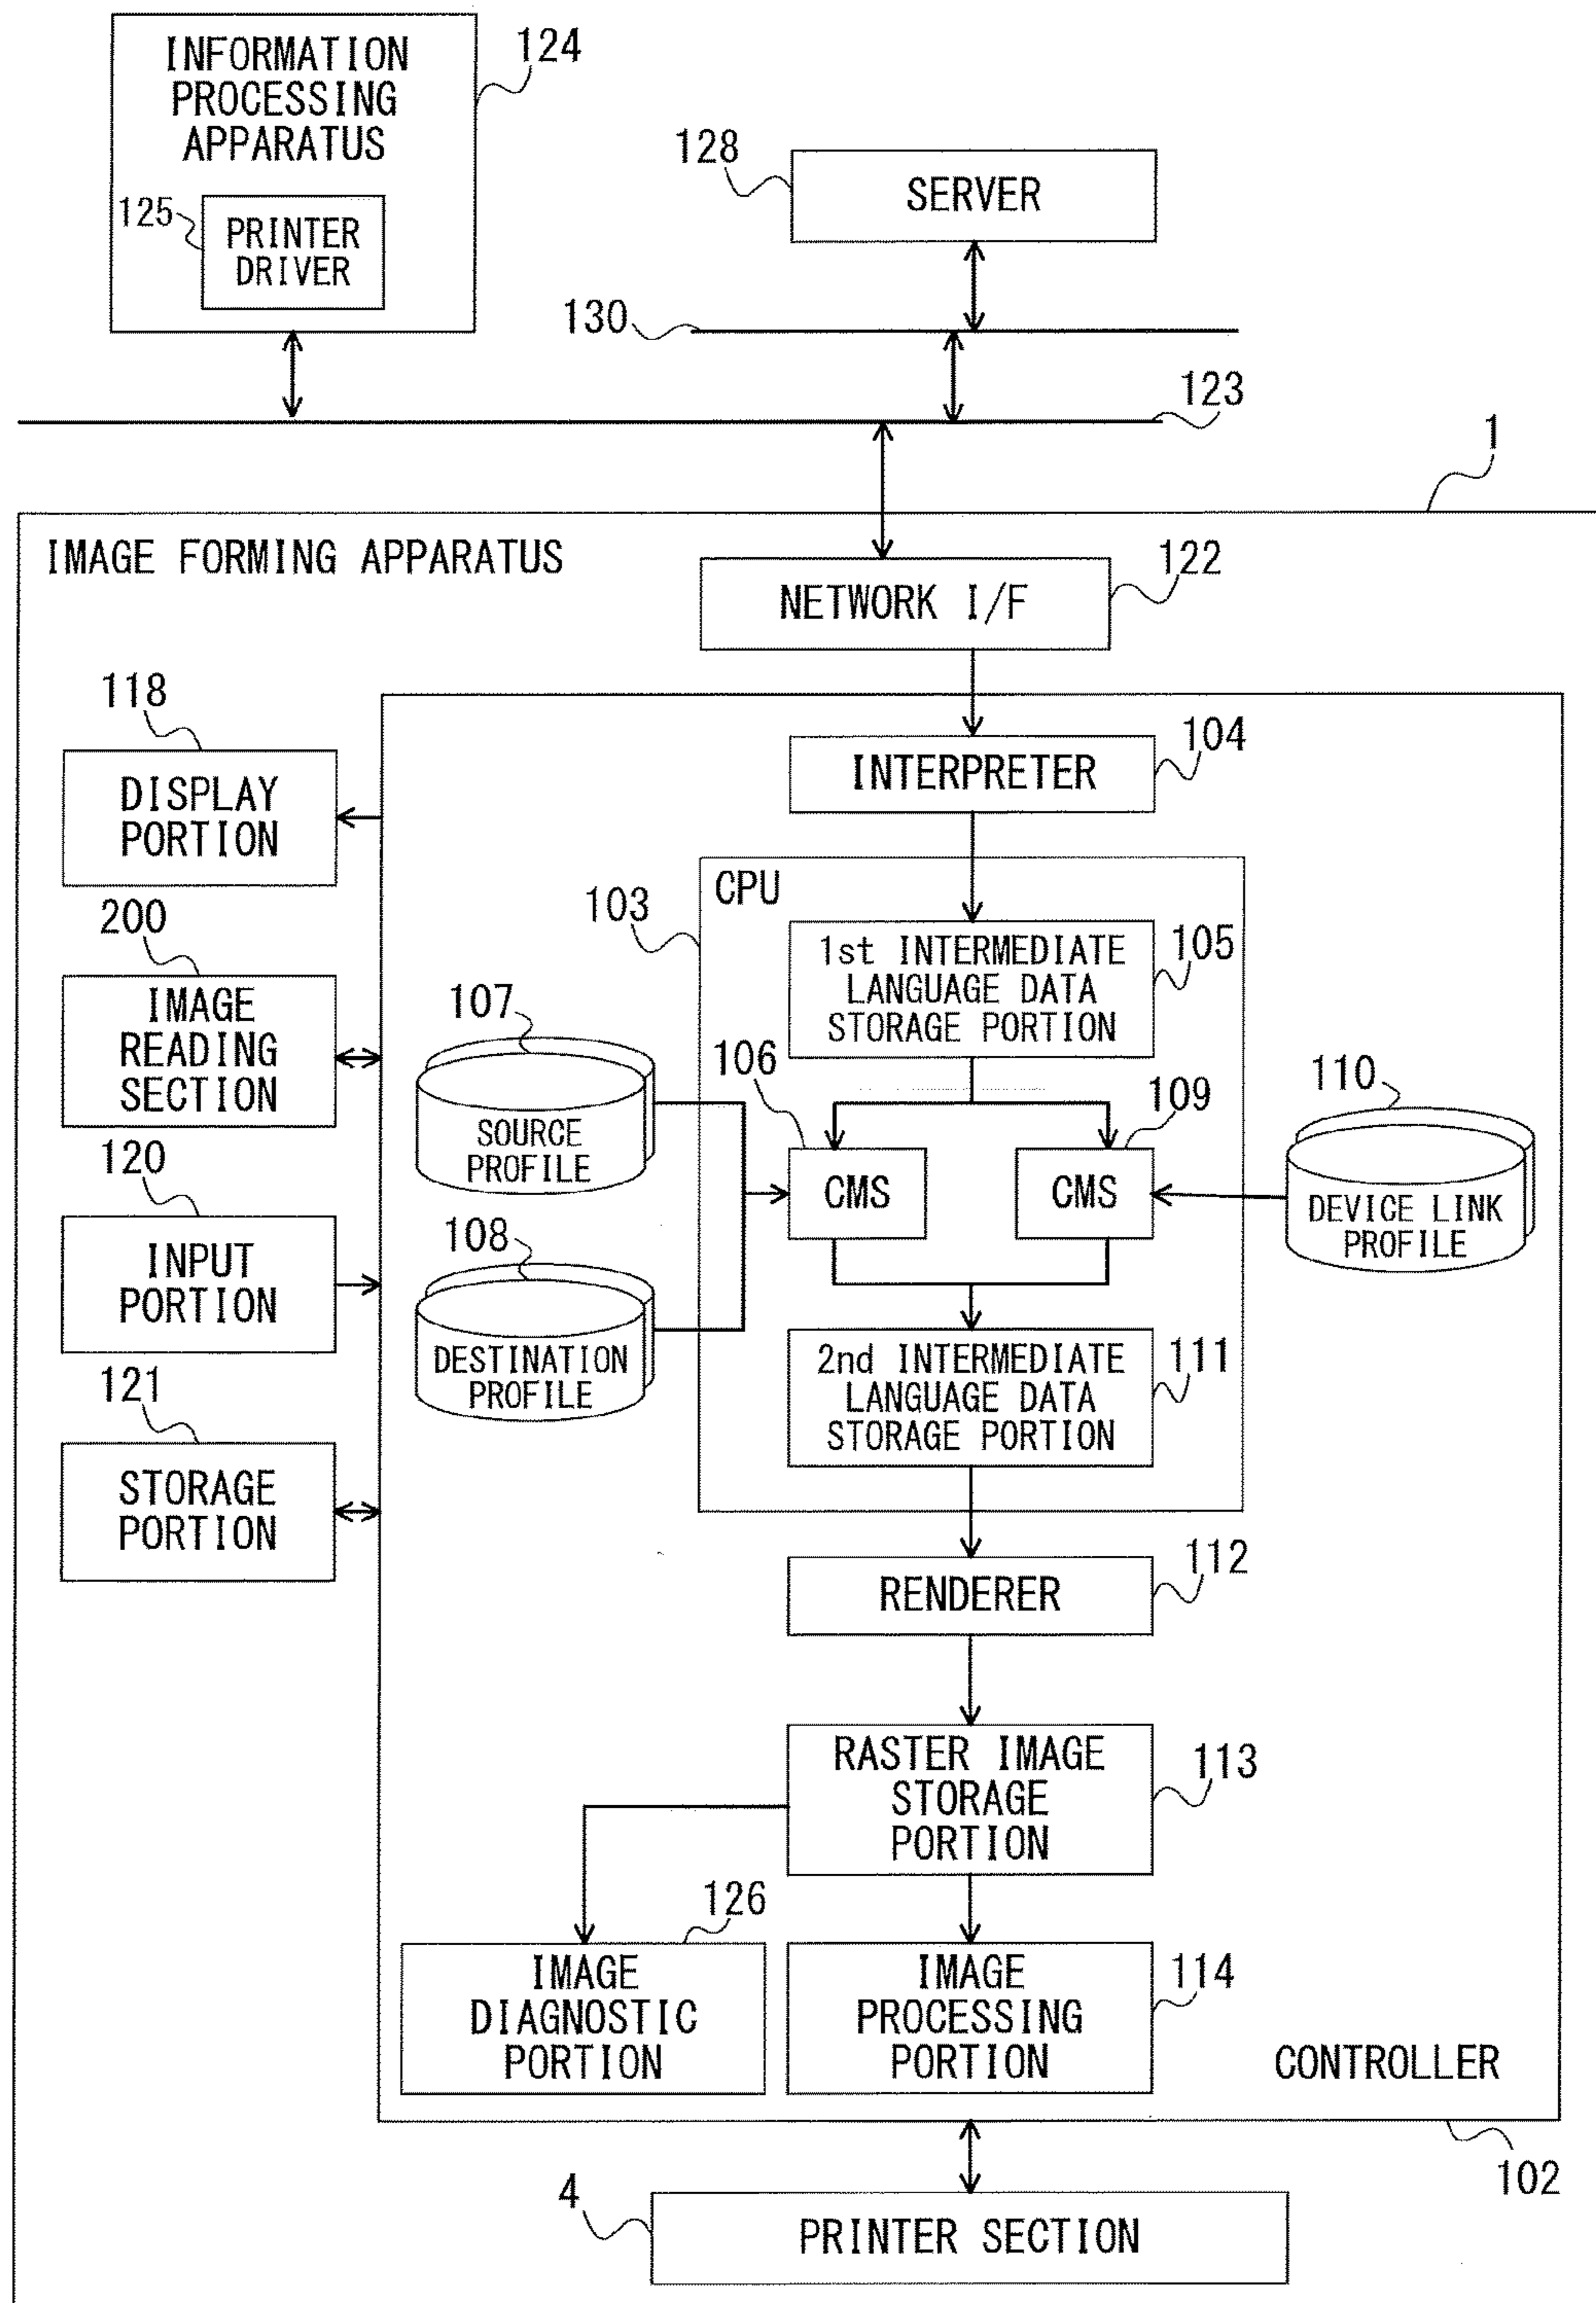 INFORMATION
PROCESSING
APPARATUS
124
125
PRINTER
DRIVER
128
SERVER
130
123
1
IMAGE FORMING APPARATUS
122
NETWORK I/F
118
DISPLAY
PORTION
104
INTERPRETER
200
IMAGE
READING
SECTION
103
CPU
1st INTERMEDIATE
LANGUAGE DATA
STORAGE PORTION
105
107
SOURCE
PROFILE
106
CMS
109
CMS
110
DEVICE LINK
PROFILE
120
INPUT
PORTION
108
DESTINATION
PROFILE
2nd INTERMEDIATE
LANGUAGE DATA
STORAGE PORTION
111
121
STORAGE
PORTION
112
RENDERER
RASTER IMAGE
STORAGE
PORTION
113
126
IMAGE
DIAGNOSTIC
PORTION
IMAGE
PROCESSING
PORTION
114
CONTROLLER
102
4
PRINTER SECTION